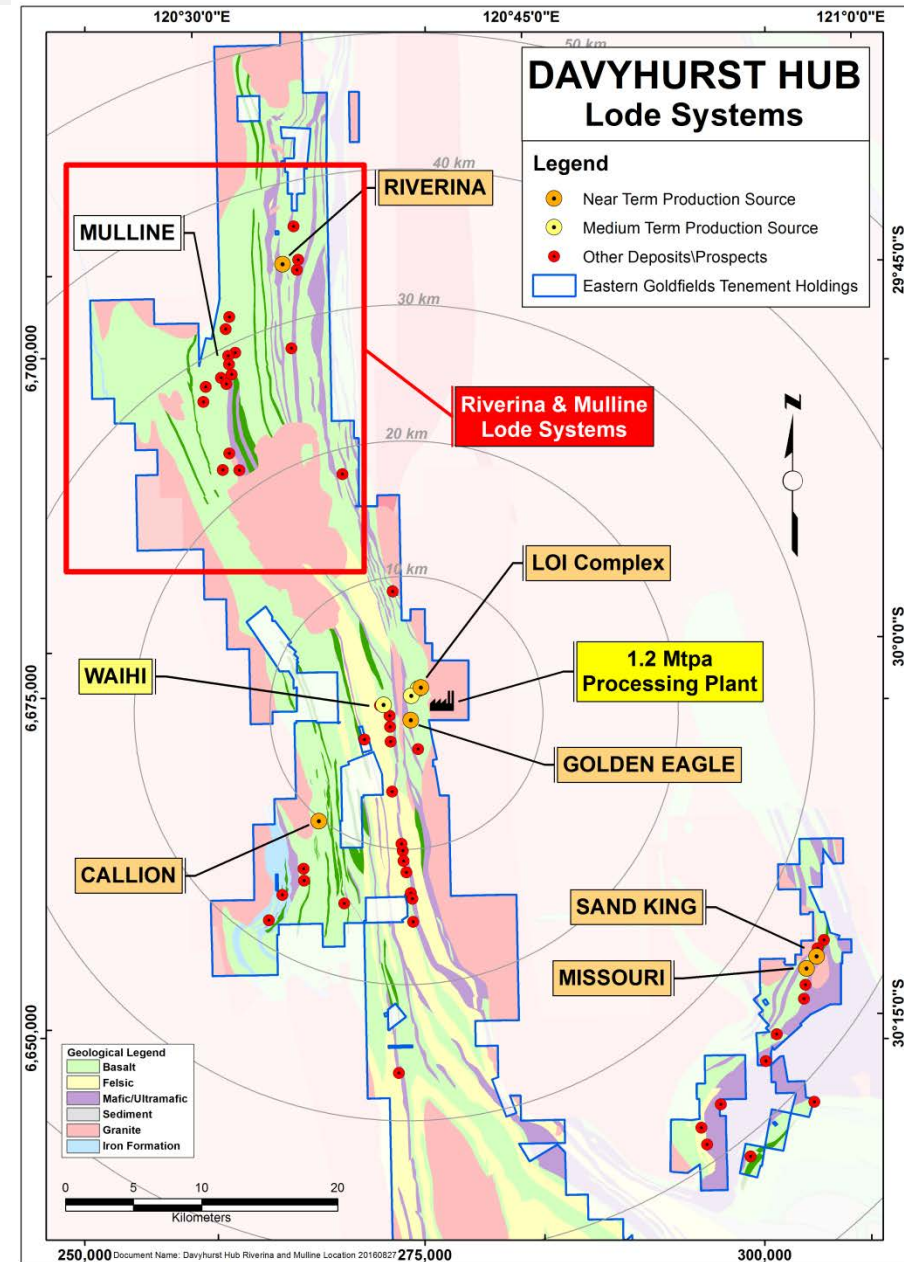 120°30'0"E
120°45'0"E
121°0'0"E
50 km
DAVYHURST HUB
Lode Systems
Legend
Near Term Production Source
Medium Term Production Source
Other Deposits\Prospects
Eastern Goldfields Tenement Holdings
40 km
RIVERINA
MULLINE
29°45'0"S
30 km
6,700,000
Riverina & Mulline
Lode Systems
N
20 km
10 km
LOI Complex
30°0'0"S
WAIHI
1.2 Mtpa
Processing Plant
6,675,000
GOLDEN EAGLE
CALLION
SAND KING
MISSOURI
30°15'0"S
6,650,000
Geological Legend
Basalt
Felsic
Mafic/Ultramafic
Sediment
Granite
Iron Formation
0 5 10 20
Kilometers
250,000 Document Name: Davyhurst Hub Riverina and Mulline Location 20160827 275,000 300,000